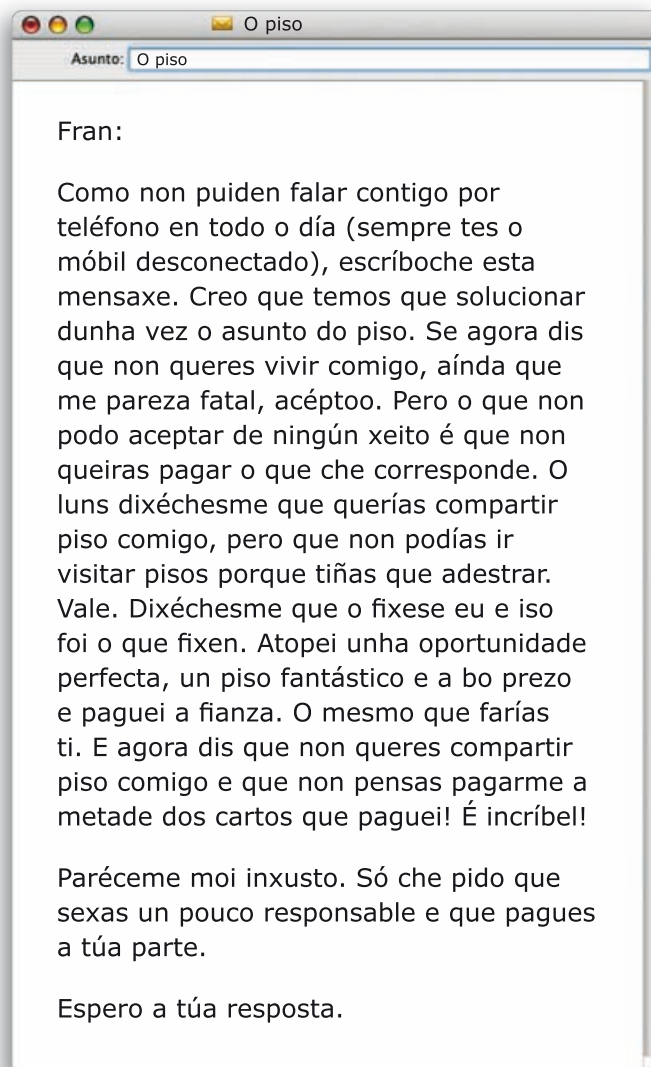 O piso
Asunto: O piso
Fran:
Como non puiden falar contigo por
teléfono en todo o día (sempre tes o
móbil desconectado), escríboche esta
mensaxe. Creo que temos que solucionar
dunha vez o asunto do piso. Se agora dis
que non queres vivir comigo, aínda que
me pareza fatal, acéptoo. Pero o que non
podo aceptar de ningún xeito é que non
queiras pagar o que che corresponde. O
luns dixéchesme que querías compartir
piso comigo, pero que non podías ir
visitar pisos porque tiñas que adestrar.
Vale. Dixéchesme que o fixese eu e iso
foi o que fixen. Atopei unha oportunidade
perfecta, un piso fantástico e a bo prezo
e paguei a fianza. O mesmo que farías
ti. E agora dis que non queres compartir
piso comigo e que non pensas pagarme a
metade dos cartos que paguei! É incríbel!
Paréceme moi inxusto. Só che pido que
sexas un pouco responsable e que pagues
a túa parte.
Espero a túa resposta.